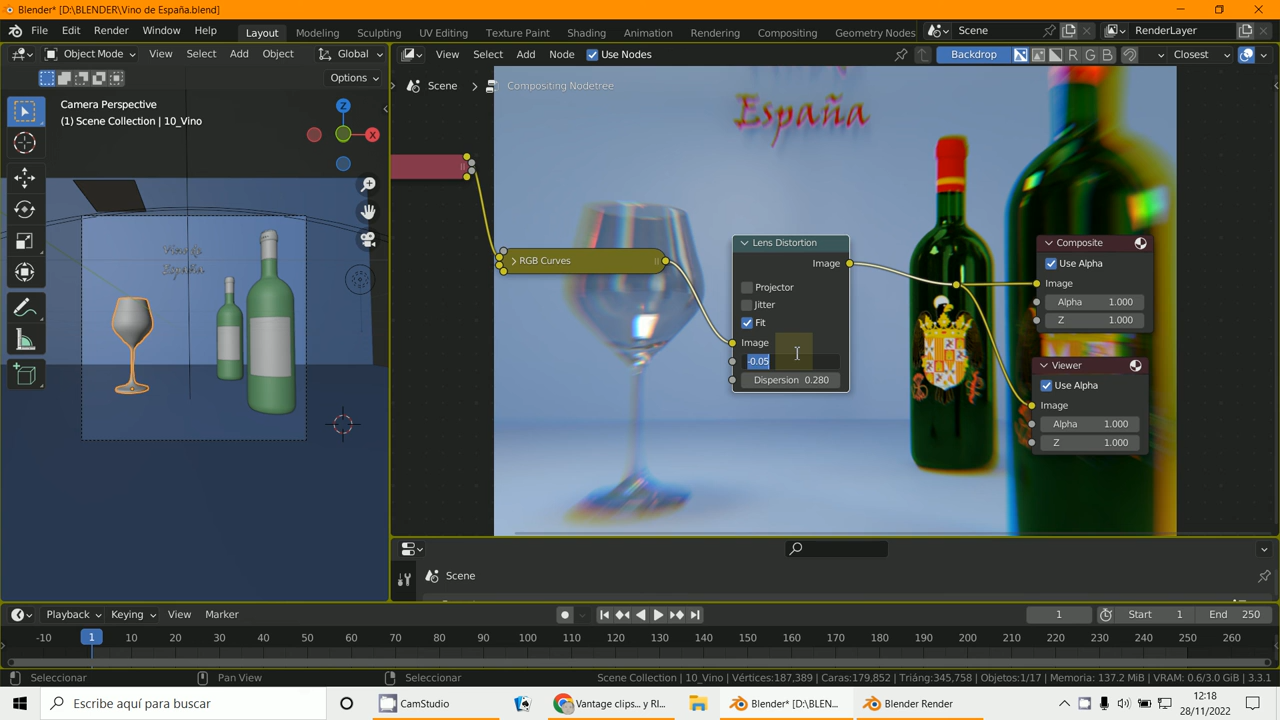 Blender* [D:\BLENDER\Vino de España.blend]
File Edit Render Window Help Layout Modeling Sculpting UV Editing Texture Paint Shading Animation Rendering Compositing Geometry Nodes Scene RenderLayer
Object Mode View Select Add Object Global View Select Add Node Use Nodes Backdrop R G B Closest
Options
Scene Compositing Nodetree
Camera Perspective
(1) Scene Collection | 10_Vino
España
X
Z
Lens Distortion
Composite
RGB Curves
Image
Use Alpha
Projector
Image
Jitter
Alpha 1.000
Fit
Z 1.000
Image
-0.05
Viewer
Dispersion 0.280
Use Alpha
Image
Alpha 1.000
Z 1.000
Scene
Playback Keying View Marker 1 Start 1 End 250
-10 1 10 20 30 40 50 60 70 80 90 100 110 120 130 140 150 160 170 180 190 200 210 220 230 240 250 260
Seleccionar Pan View Seleccionar Scene Collection | 10_Vino | Vértices:187,389 | Caras:179,852 | Triáng:345,758 | Objetos:1/17 | Memoria: 137.2 MiB | VRAM: 0.6/3.0 GiB | 3.3.1
Escribe aquí para buscar CamStudio Vantage clips... y RI... Blender* [D:\BLEN... Blender Render 12:18
28/11/2022